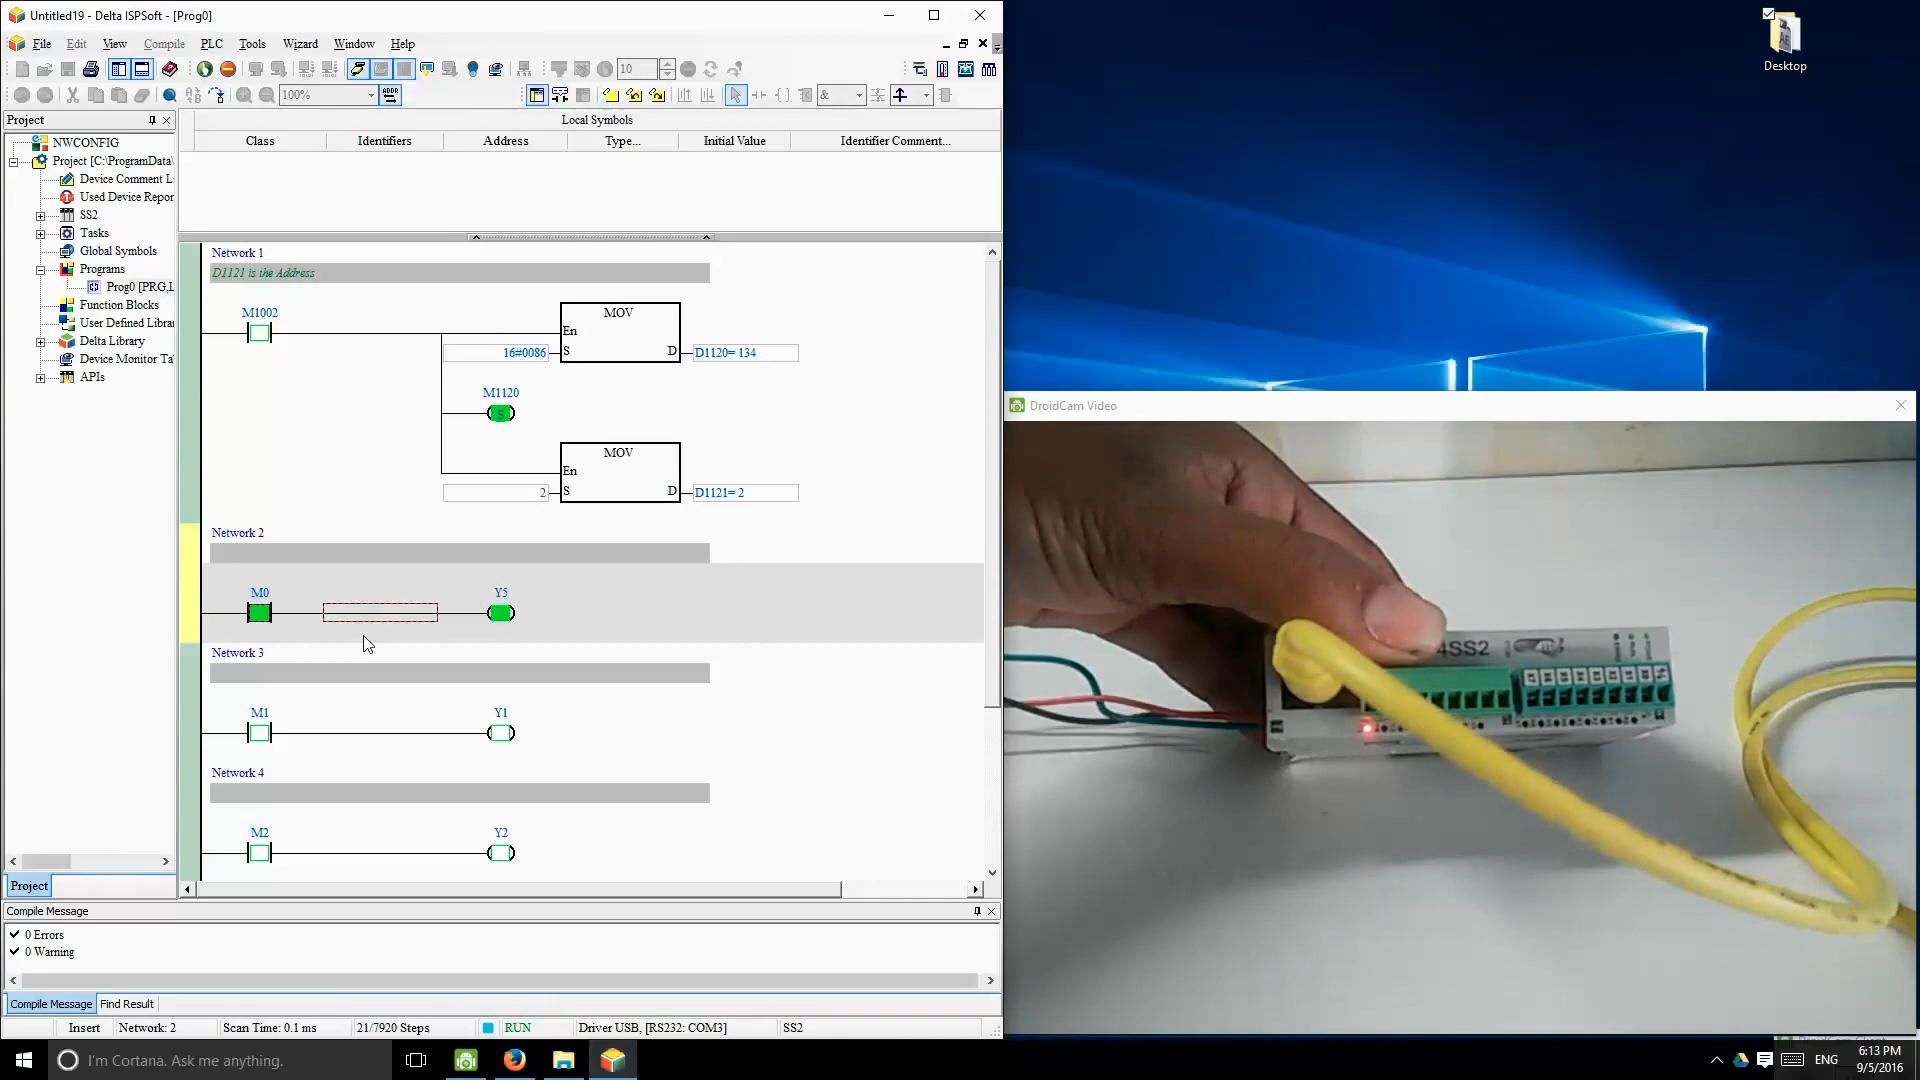 Untitled19 - Delta ISPSoft - [Prog0]
Desktop
File Edit View Compile PLC Tools Wizard Window Help
10
100%
ADDR
&
Project
Local Symbols
Class Identifiers Address Type... Initial Value Identifier Comment...
NWCONFIG
Project [C:\ProgramData\
Device Comment L
Used Device Repor
SS2
Tasks
Global Symbols
Programs
Prog0 [PRG,L
Function Blocks
User Defined Libra
Delta Library
Device Monitor Ta
APIs
Network 1
D1121 is the Address
M1002
MOV
En
16#0086 S D D1120= 134
M1120
S
MOV
En
2 S D D1121= 2
Network 2
M0 Y5
Network 3
M1 Y1
Network 4
M2 Y2
DroidCam Video
4SS2
Project
Compile Message
0 Errors
0 Warning
Compile Message Find Result
Insert Network: 2 Scan Time: 0.1 ms 21/7920 Steps RUN Driver USB, [RS232: COM3] SS2
I'm Cortana. Ask me anything.
ENG
6:13 PM
9/5/2016